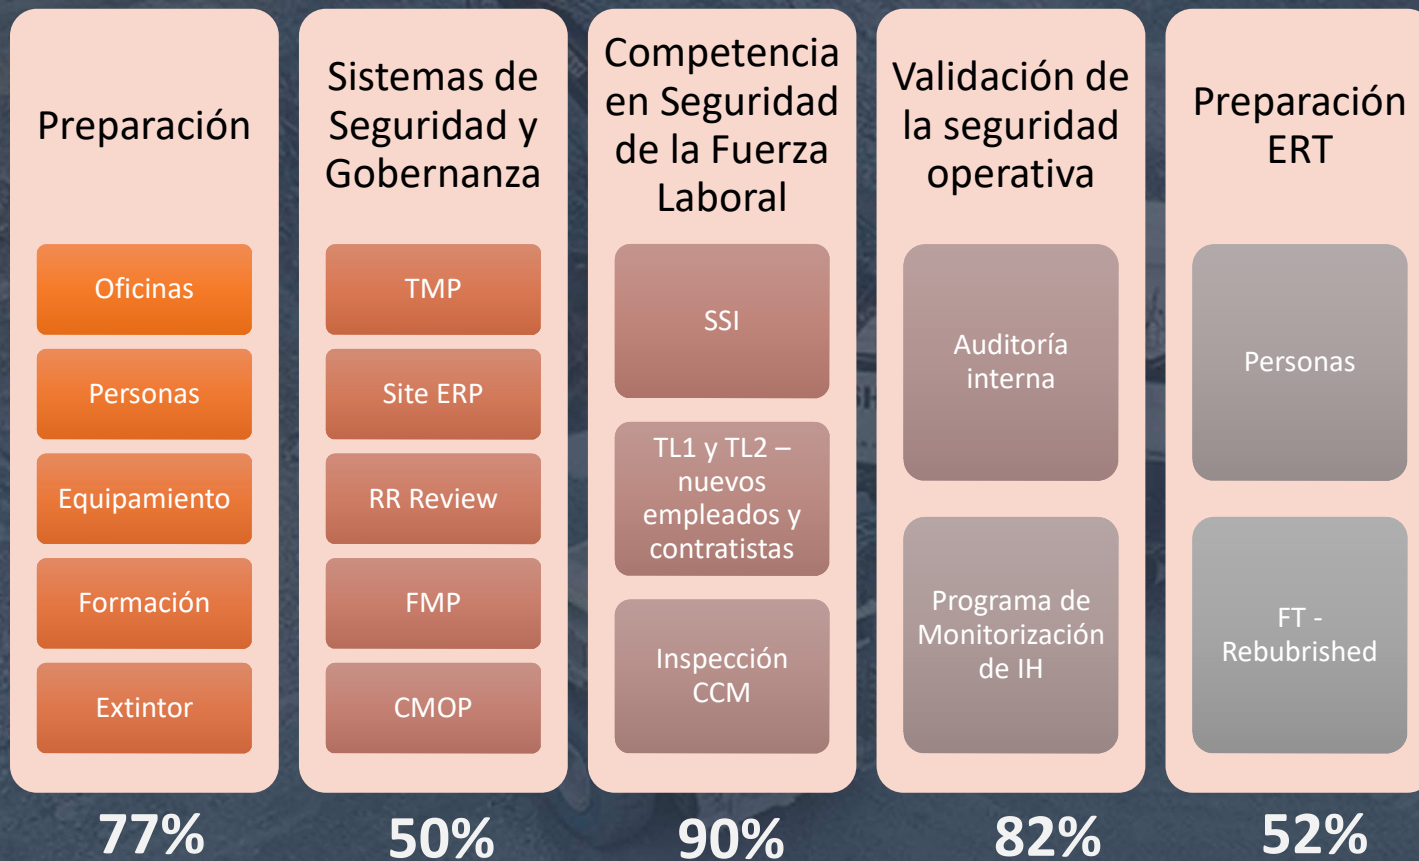 Preparación
Oficinas
Personas
Equipamiento
Formación
Extintor
77%
Sistemas de
Seguridad y
Gobernanza
TMP
Site ERP
RR Review
FMP
CMOP
50%
Competencia
en Seguridad
de la Fuerza
Laboral
SSI
TL1 y TL2 –
nuevos
empleados y
contratistas
Inspección
CCM
90%
Validación de
la seguridad
operativa
Auditoría
interna
Programa de
Monitorización
de IH
82%
Preparación
ERT
Personas
FT -
Rebubrished
52%